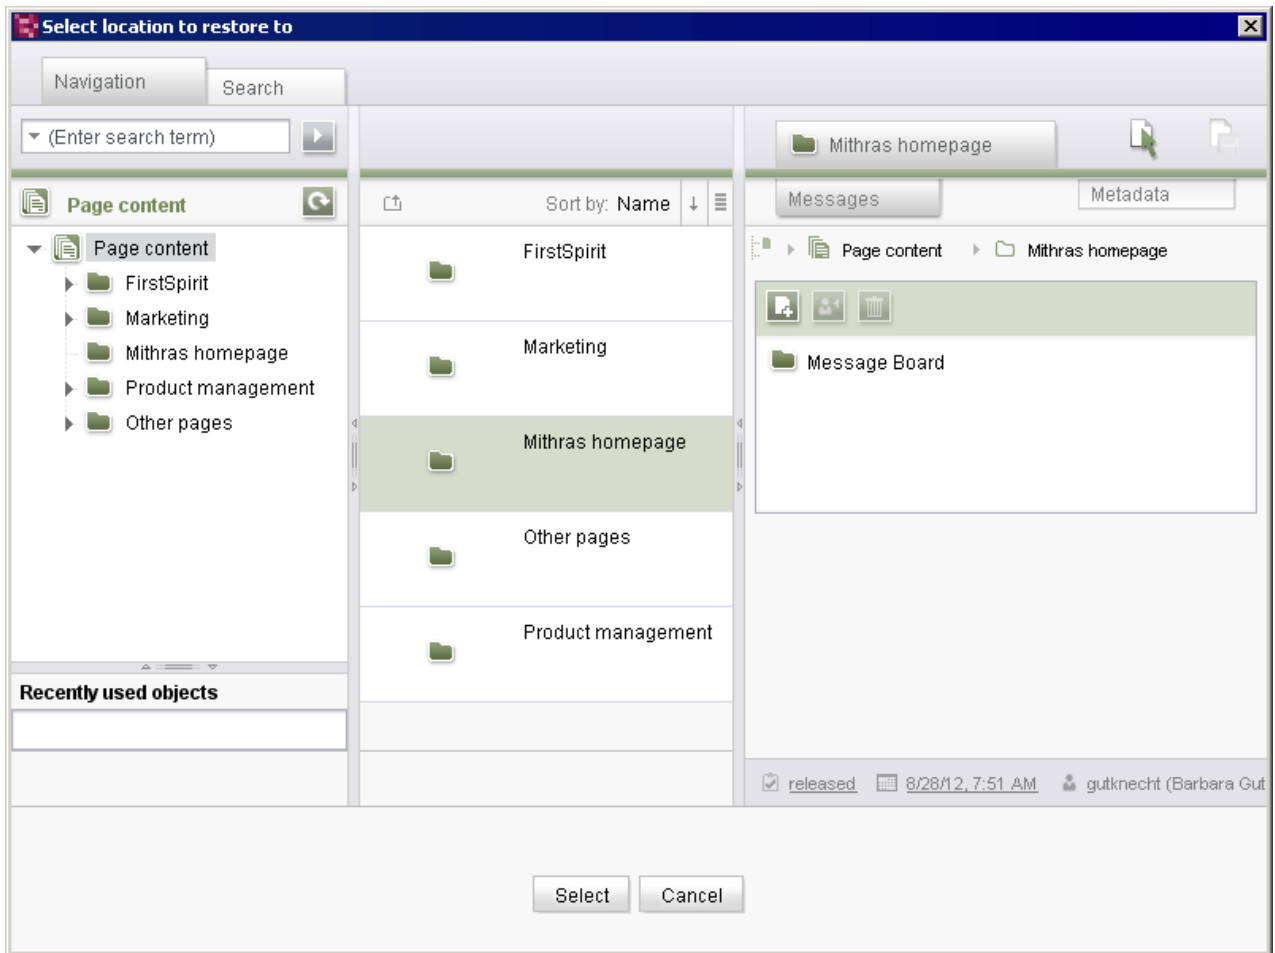 Select location to restore to
Navigation
Search
(Enter search term)
Mithras homepage
Page content
Sort by: Name
Messages
Metadata
Page content
FirstSpirit
Marketing
Mithras homepage
Product management
Other pages
FirstSpirit
Marketing
Mithras homepage
Other pages
Product management
Page content
Mithras homepage
Message Board
Recently used objects
released
8/28/12, 7:51 AM
gutknecht (Barbara Gut
Select
Cancel